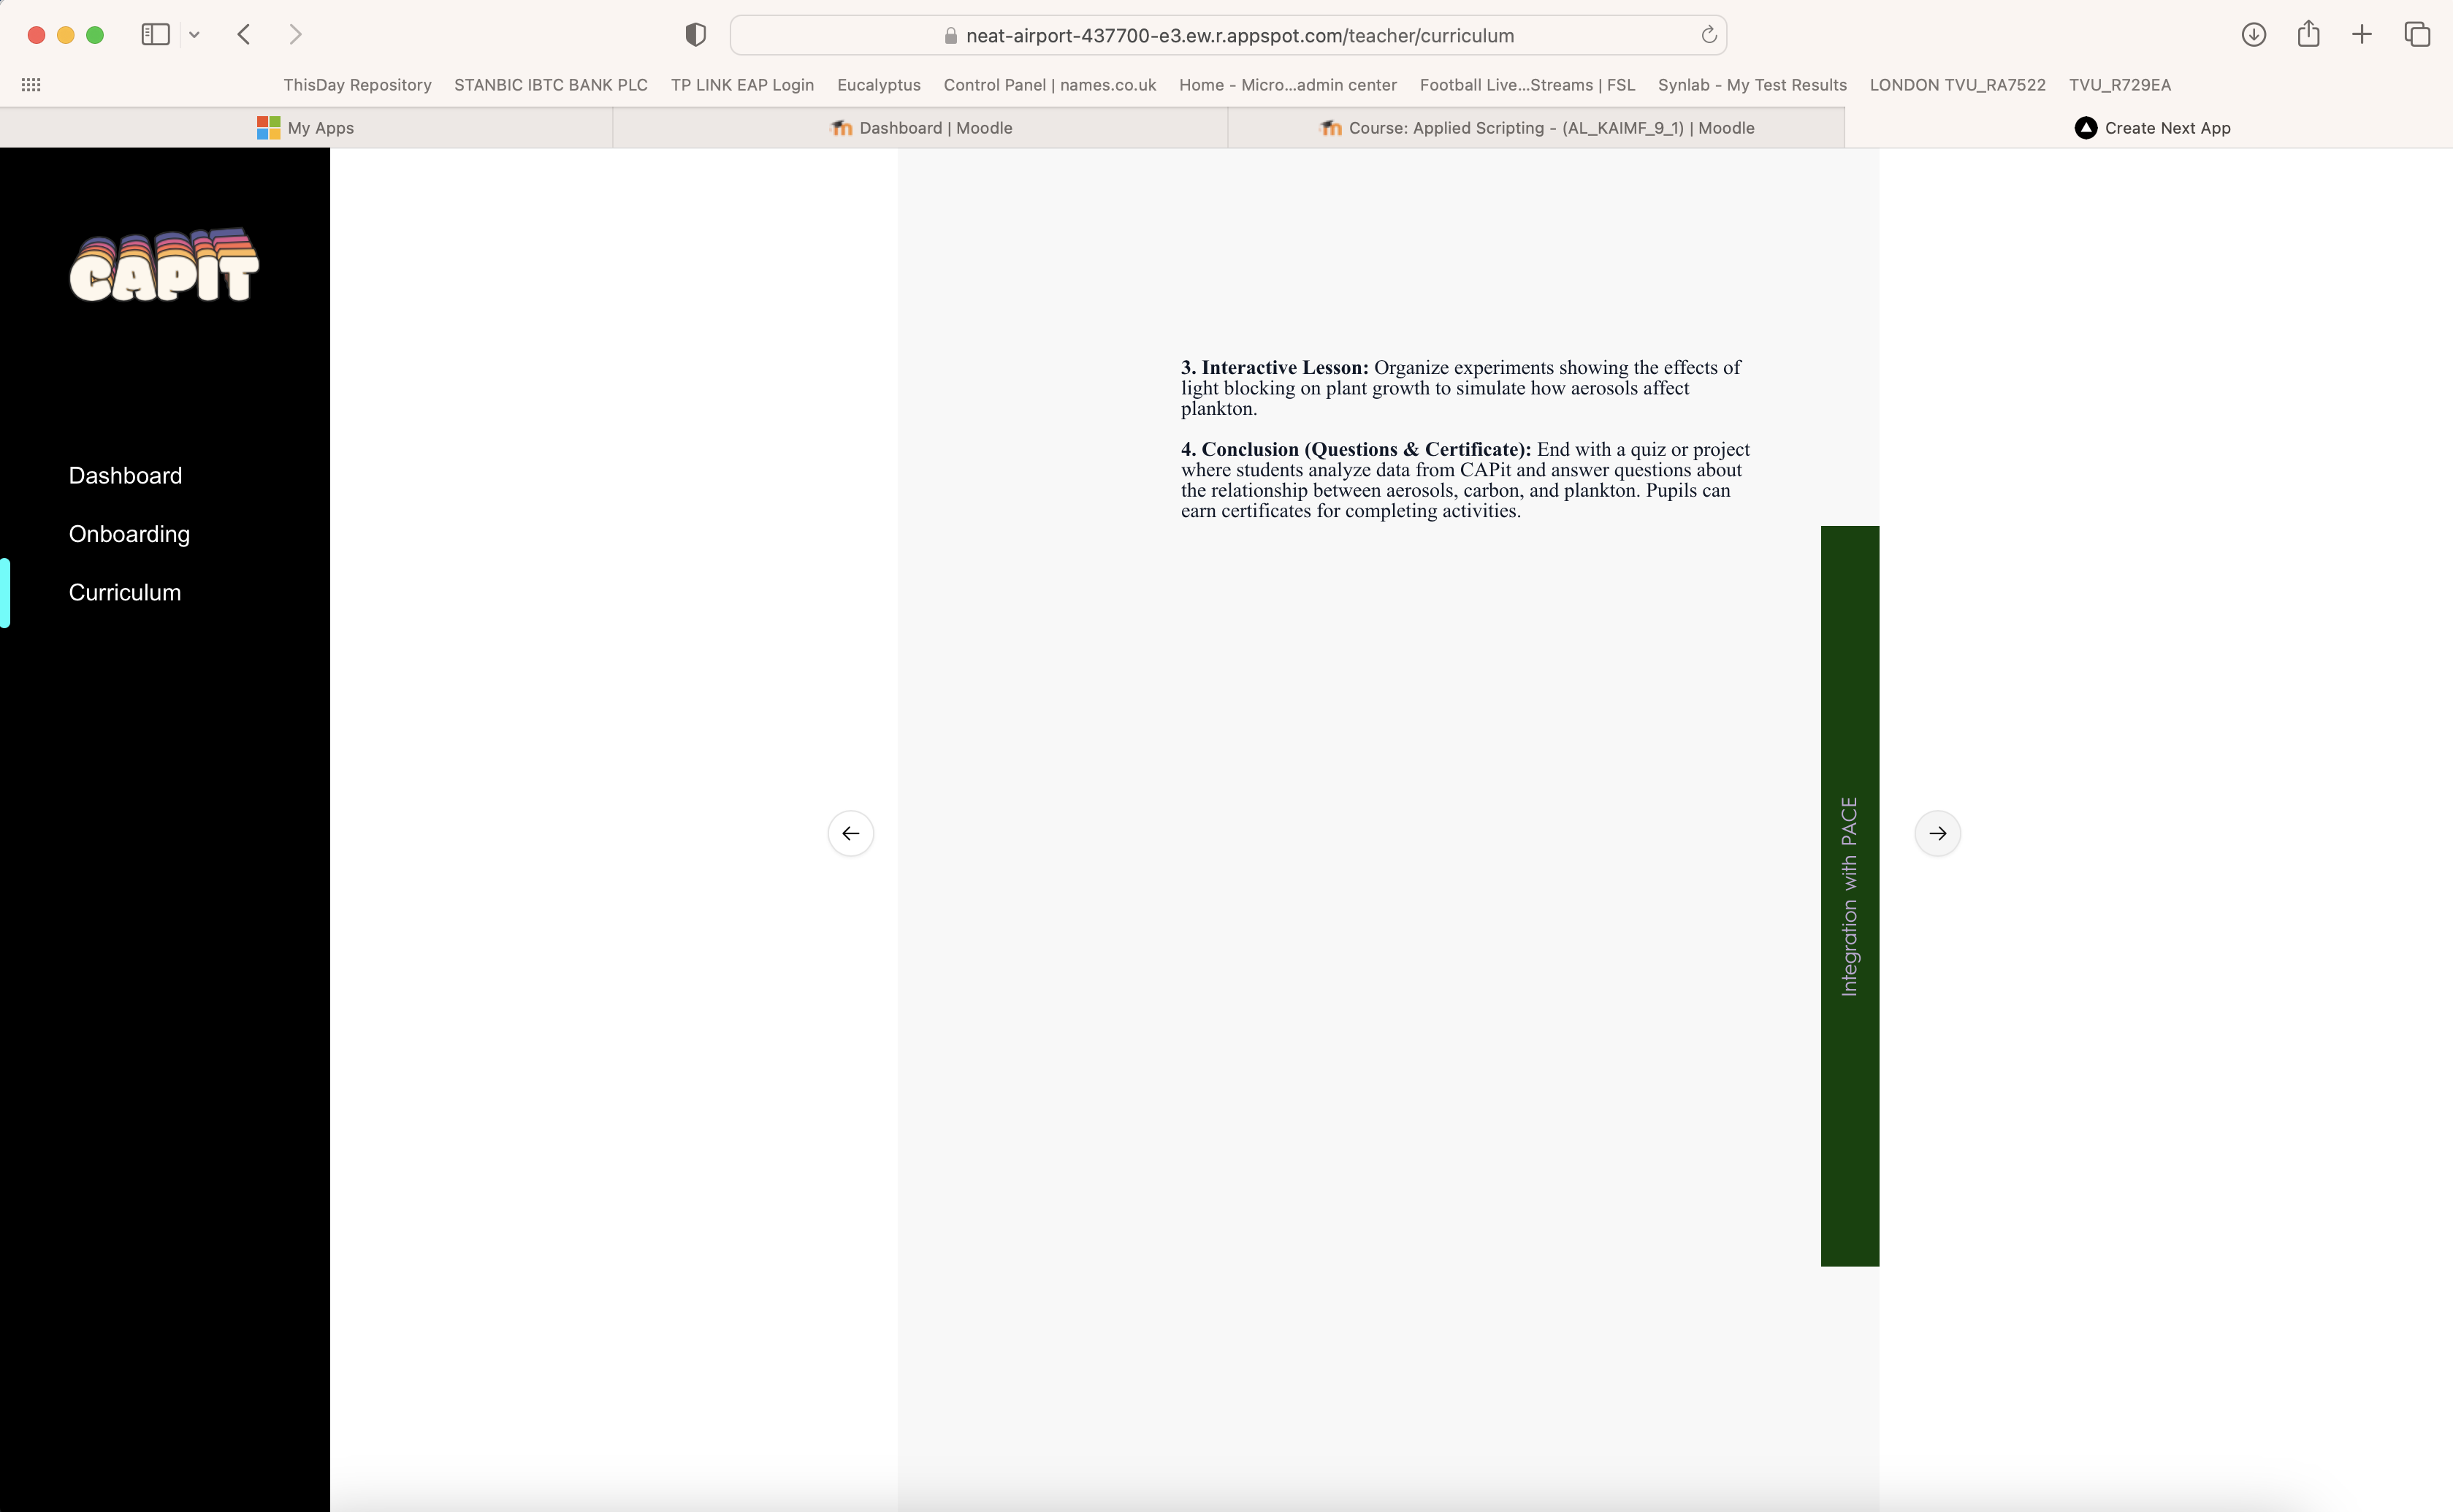 neat-airport-437700-e3.ew.r.appspot.com/teacher/curriculum
ThisDay Repository STANBIC IBTC BANK PLC TP LINK EAP Login Eucalyptus Control Panel | names.co.uk Home - Micro...admin center Football Live...Streams | FSL Synlab - My Test Results LONDON TVU_RA7522 TVU_R729EA
My Apps Dashboard | Moodle Course: Applied Scripting - (AL_KAIMF_9_1) | Moodle Create Next App
CAPIT
Dashboard
Onboarding
Curriculum
3. Interactive Lesson: Organize experiments showing the effects of
light blocking on plant growth to simulate how aerosols affect
plankton.
4. Conclusion (Questions & Certificate): End with a quiz or project
where students analyze data from CAPit and answer questions about
the relationship between aerosols, carbon, and plankton. Pupils can
earn certificates for completing activities.
Integration with PACE